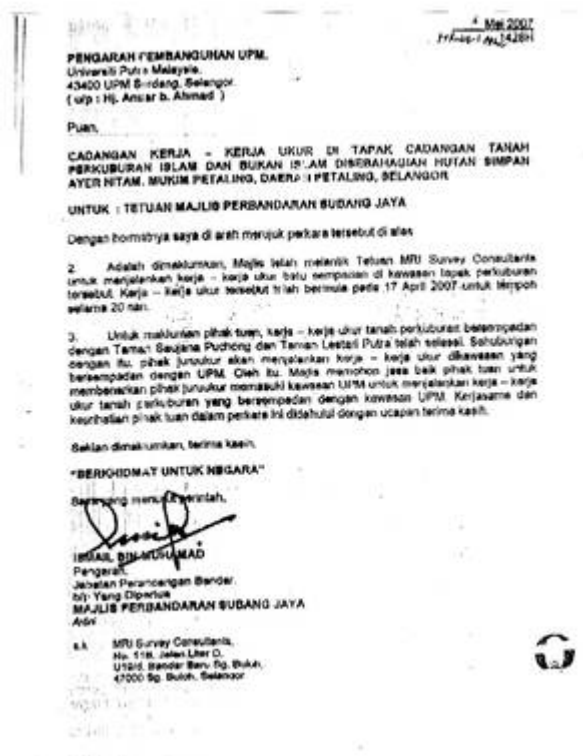 Mei 2007
1428H
PENGARAH PEMBANGUNAN UPM,
Universiti Putra Malaysia,
43400 UPM Serdang, Selangor.
( u/p : Hj. Anuar b. Ahmad )
Puan,
CADANGAN KERJA – KERJA UKUR DI TAPAK CADANGAN TANAH
PERKUBURAN ISLAM DAN BUKAN ISLAM DISEBAHAGIAN HUTAN SIMPAN
AYER HITAM, MUKIM PETALING, DAERAH PETALING, SELANGOR
UNTUK : TETUAN MAJLIS PERBANDARAN SUBANG JAYA
Dengan hormatnya saya di arah merujuk perkara tersebut di atas
2. Adalah dimaklumkan, Majlis telah melantik Tetuan MRI Survey Consultants
untuk menjalankan kerja – kerja ukur batu sempadan di kawasan tapak perkuburan
tersebut. Kerja – kerja ukur tersebut telah bermula pada 17 April 2007 untuk tempoh
selama 20 hari.
3. Untuk makluman pihak tuan, kerja – kerja ukur tanah perkuburan bersempadan
dengan Taman Saujana Puchong dan Taman Lestari Putra telah selesai. Sehubungan
dengan itu, pihak jurukur akan menjalankan kerja – kerja ukur dikawasan yang
bersempadan dengan UPM. Oleh itu, Majlis memohon jasa baik pihak tuan untuk
membenarkan pihak jurukur memasuki kawasan UPM untuk menjalankan kerja – kerja
ukur tanah perkuburan yang bersempadan dengan kawasan UPM. Kerjasama dan
keprihatian pihak tuan dalam perkara ini didahului dengan ucapan terima kasih.
Sekian dimaklumkan, terima kasih.
"BERKHIDMAT UNTUK NEGARA"
Saya yang menurut perintah,
ISMAIL BIN MUHAMAD
Pengarah,
Jabatan Perancangan Bandar.
b/p Yang Dipertua
MAJLIS PERBANDARAN SUBANG JAYA
s.k MRI Survey Consultants,
No. 11B, Jalan Liter D,
Bandar Baru Sg. Buloh,
47000 Sg. Buloh, Selangor